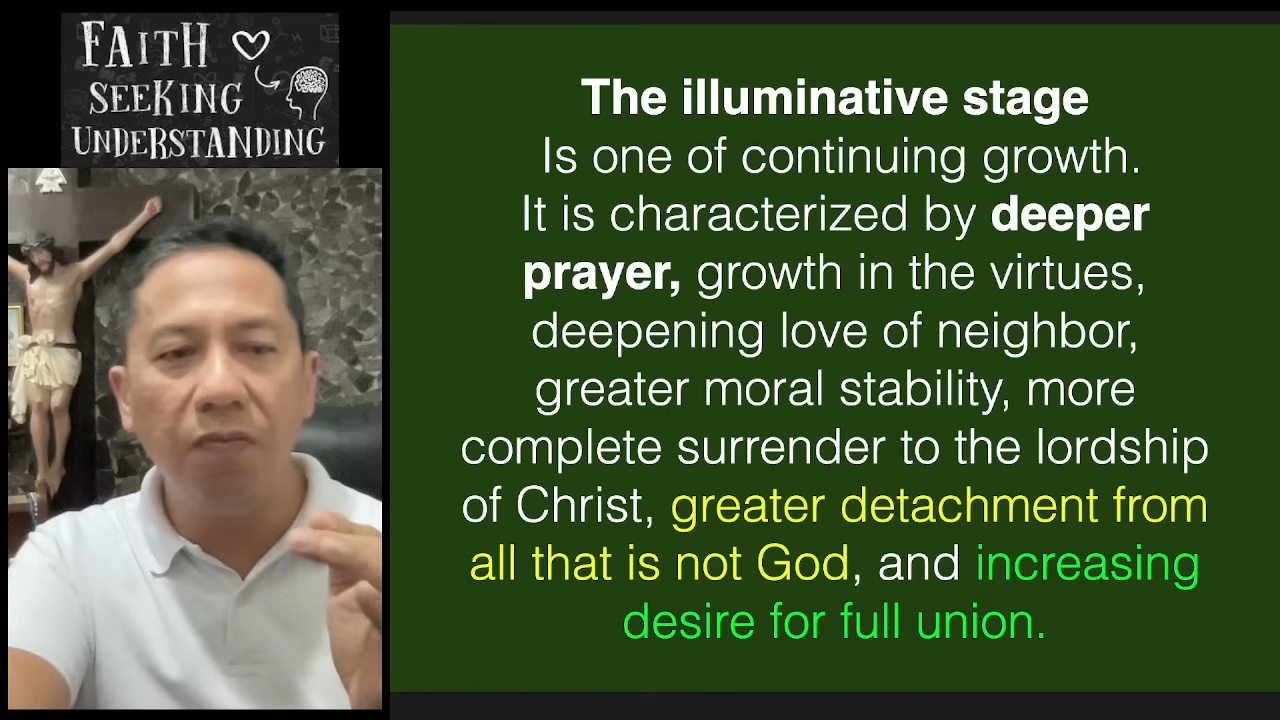 FAITH
SEEKING
UNDERSTANDING
The illuminative stage
Is one of continuing growth.
It is characterized by deeper
prayer, growth in the virtues,
deepening love of neighbor,
greater moral stability, more
complete surrender to the lordship
of Christ, greater detachment from
all that is not God, and increasing
desire for full union.